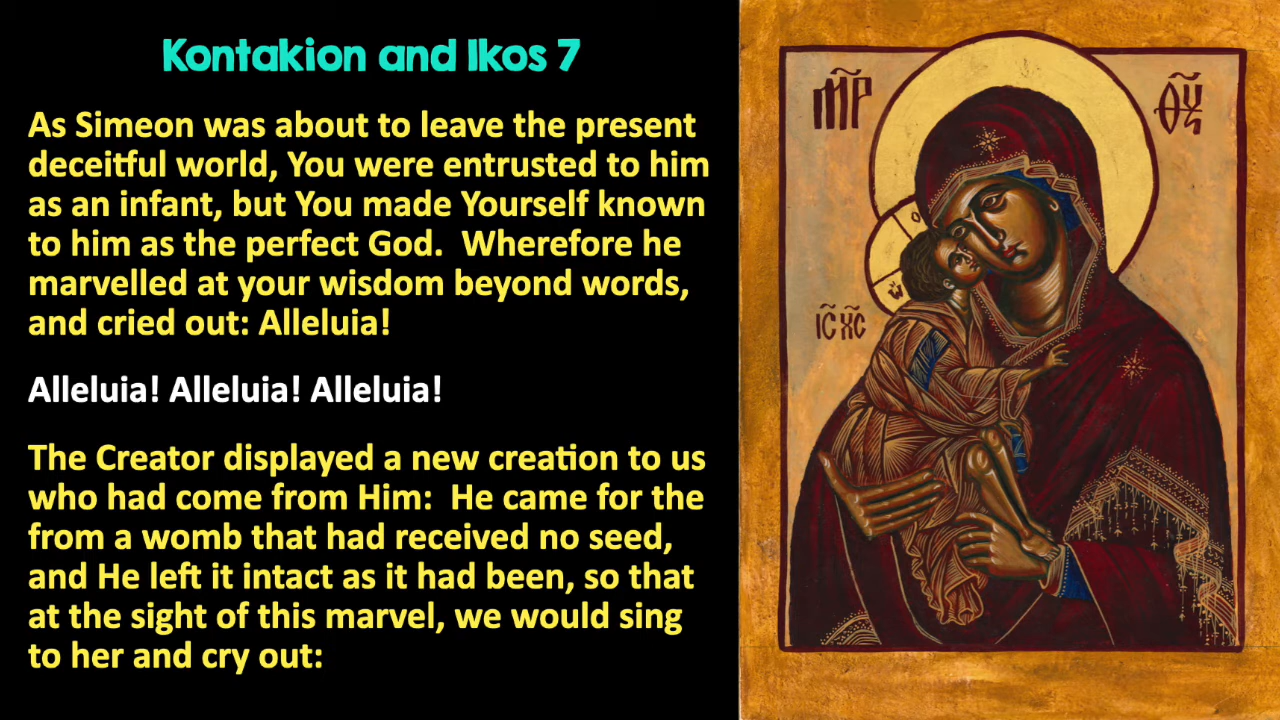 Kontakion and Ikos 7
As Simeon was about to leave the present
deceitful world, You were entrusted to him
as an infant, but You made Yourself known
to him as the perfect God.  Wherefore he
marvelled at your wisdom beyond words,
and cried out: Alleluia!
Alleluia! Alleluia! Alleluia!
The Creator displayed a new creation to us
who had come from Him:  He came for the
from a womb that had received no seed,
and He left it intact as it had been, so that
at the sight of this marvel, we would sing
to her and cry out:
М҃Р Ѳ҃Ѵ
О
Ѡ
І҃С Х҃С